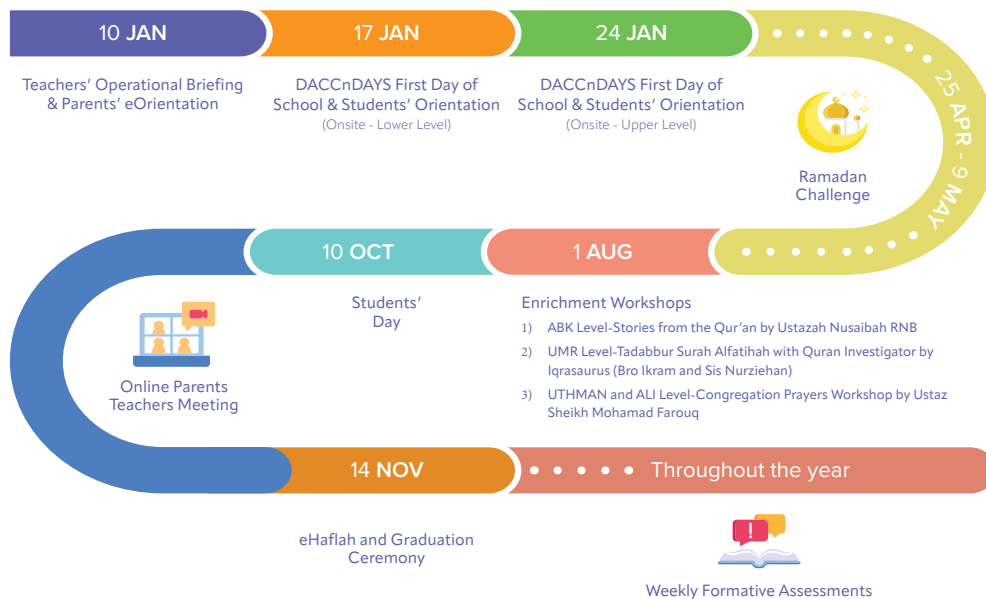 10 JAN
Teachers' Operational Briefing
& Parents' eOrientation
17 JAN
DACCnDAYS First Day of
School & Students' Orientation
(Onsite - Lower Level)
24 JAN
DACCnDAYS First Day of
School & Students' Orientation
(Onsite - Upper Level)
25 APR - 9 MAY
Ramadan
Challenge
1 AUG
Enrichment Workshops
1) ABK Level-Stories from the Qur'an by Ustazah Nusaibah RNB
2) UMR Level-Tadabbur Surah Alfatihah with Quran Investigator by
Iqrasaurus (Bro Ikram and Sis Nurziehan)
3) UTHMAN and ALI Level-Congregation Prayers Workshop by Ustaz
Sheikh Mohamad Farouq
10 OCT
Students'
Day
Online Parents
Teachers Meeting
14 NOV
eHaflah and Graduation
Ceremony
Throughout the year
!
Weekly Formative Assessments